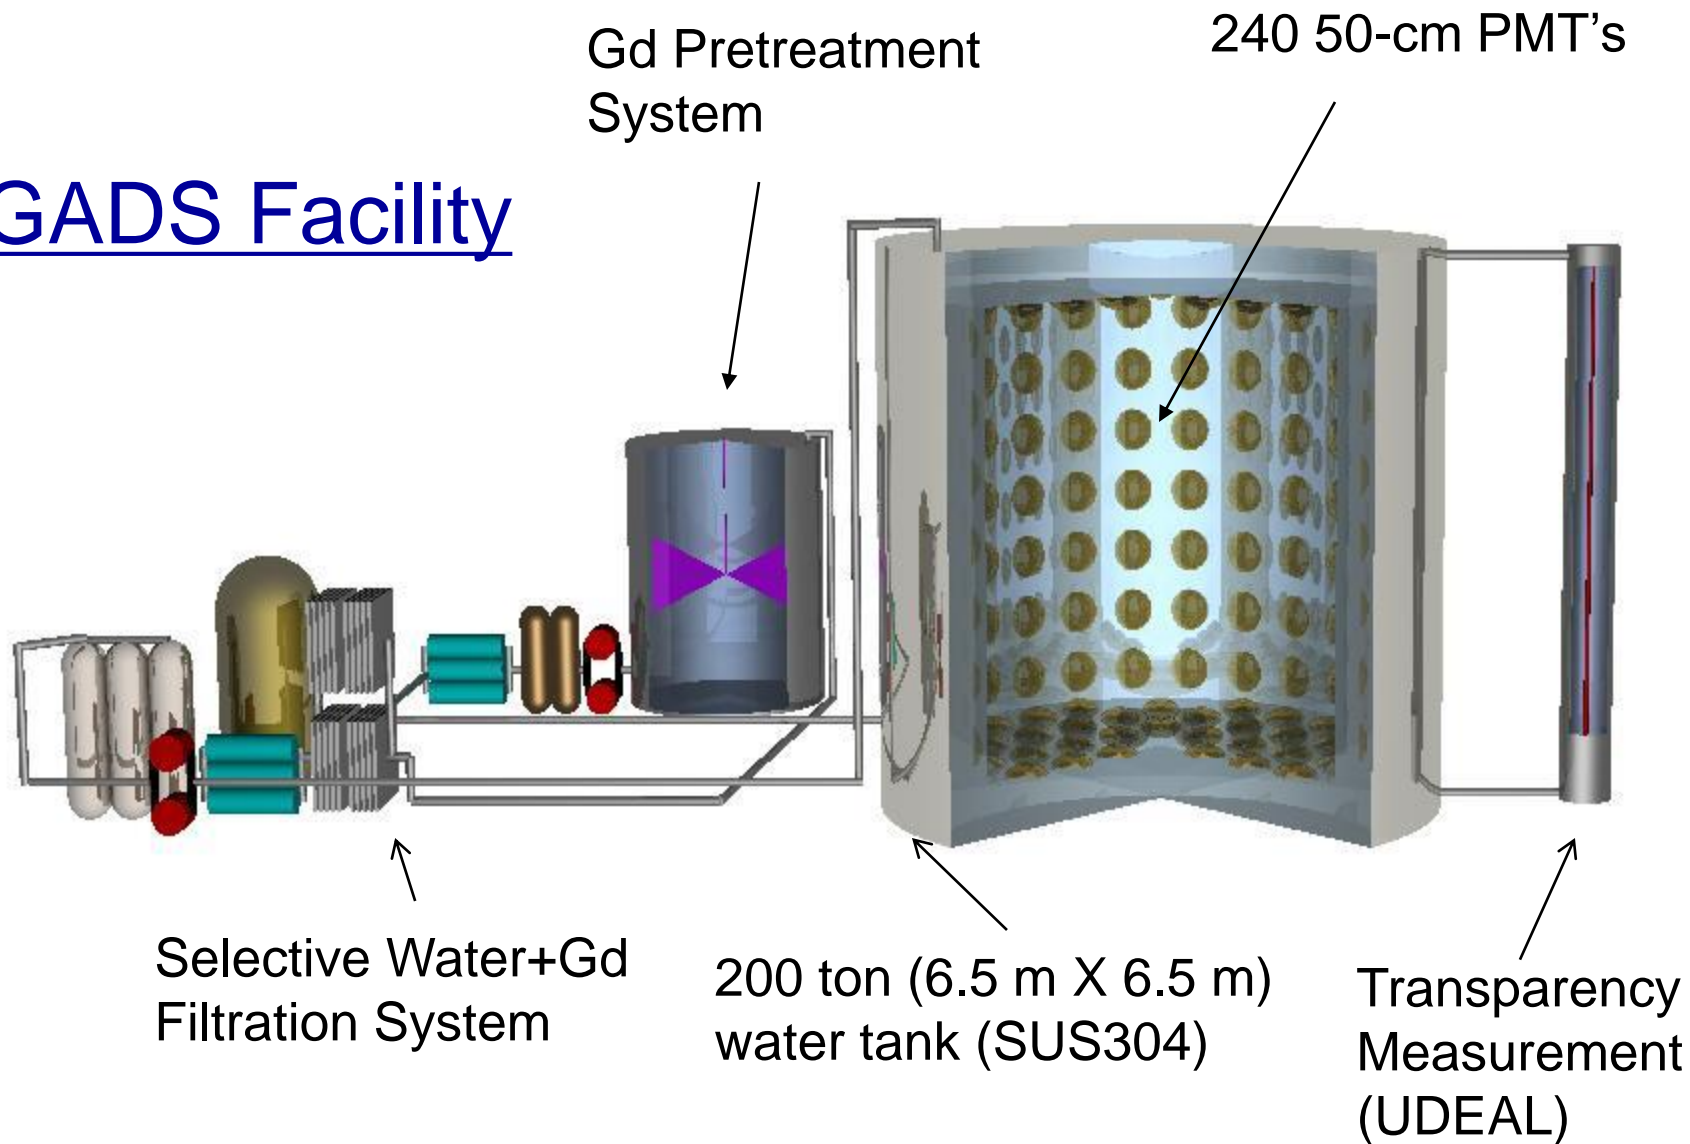 Gd Pretreatment
System
240 50-cm PMT’s
GADS Facility
Selective Water+Gd
Filtration System
200 ton (6.5 m X 6.5 m)
water tank (SUS304)
Transparency
Measurement
(UDEAL)